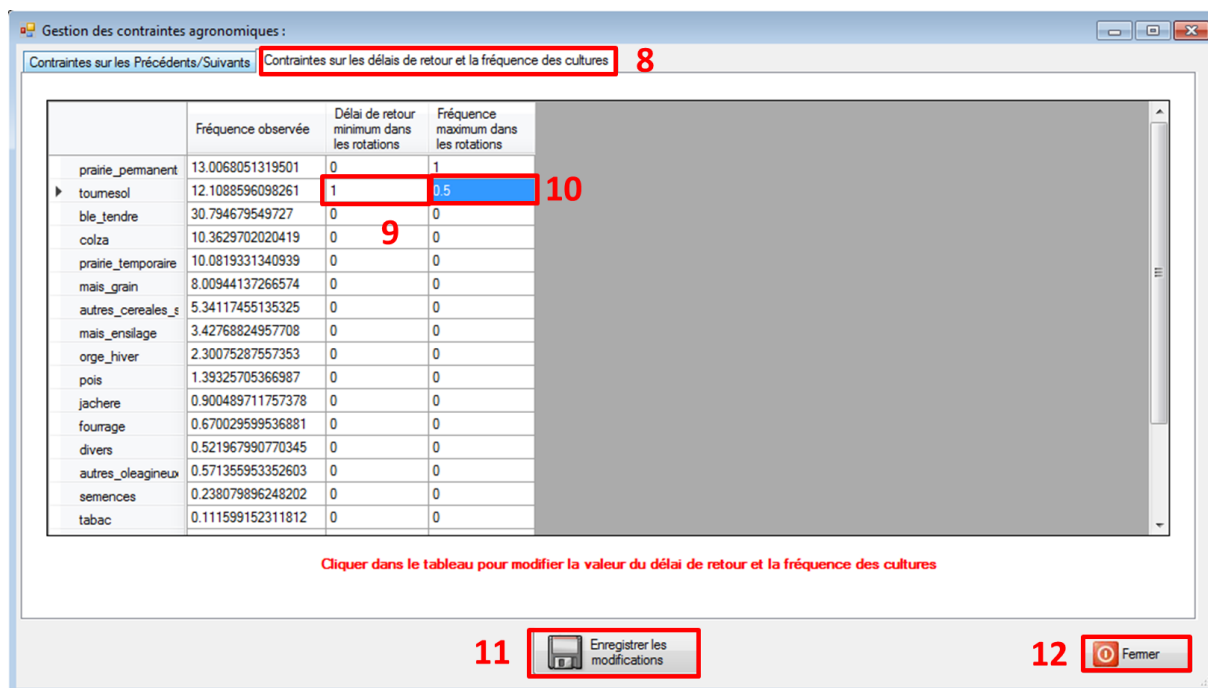 Gestion des contraintes agronomiques :
Contraintes sur les Précédents/Suivants Contraintes sur les délais de retour et la fréquence des cultures 8
Fréquence observée Délai de retour minimum dans les rotations Fréquence maximum dans les rotations
prairie_permanent 13.0068051319501 0 1
tournesol 12.1088596098261 1 0.5 10
ble_tendre 30.794679549727 0 0
9
colza 10.3629702020419 0 0
prairie_temporaire 10.0819331340939 0 0
mais_grain 8.00944137266574 0 0
autres_cereales_s 5.34117455135325 0 0
mais_ensilage 3.42768824957708 0 0
orge_hiver 2.30075287557353 0 0
pois 1.39325705366987 0 0
jachere 0.900489711757378 0 0
fourrage 0.670029599536881 0 0
divers 0.521967990770345 0 0
autres_oleagineux 0.571355953352603 0 0
semences 0.238079896248202 0 0
tabac 0.111599152311812 0 0
Cliquer dans le tableau pour modifier la valeur du délai de retour et la fréquence des cultures
11 Enregistrer les modifications
12 Fermer